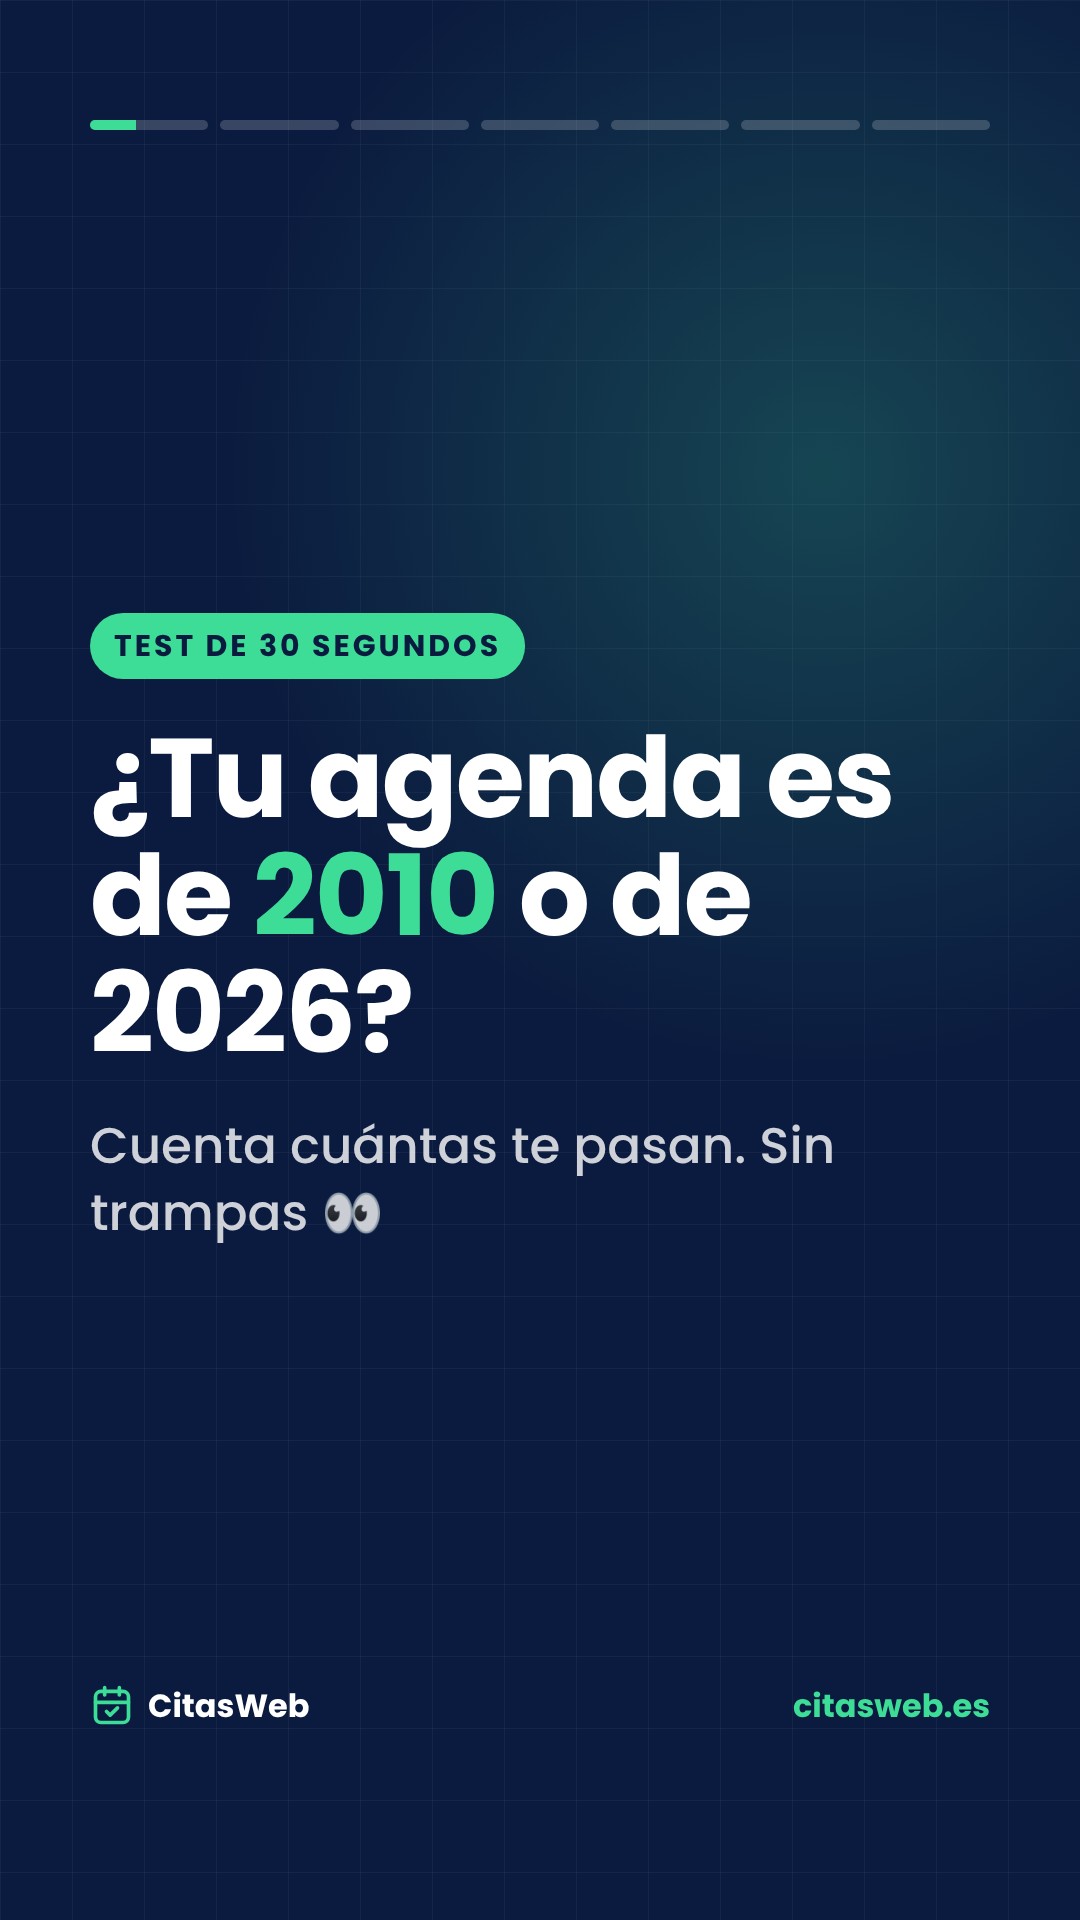 TEST DE 30 SEGUNDOS
¿Tu agenda es
de 2010 o de
2026?
Cuenta cuántas te pasan. Sin
trampas 👀
CitasWeb
citasweb.es